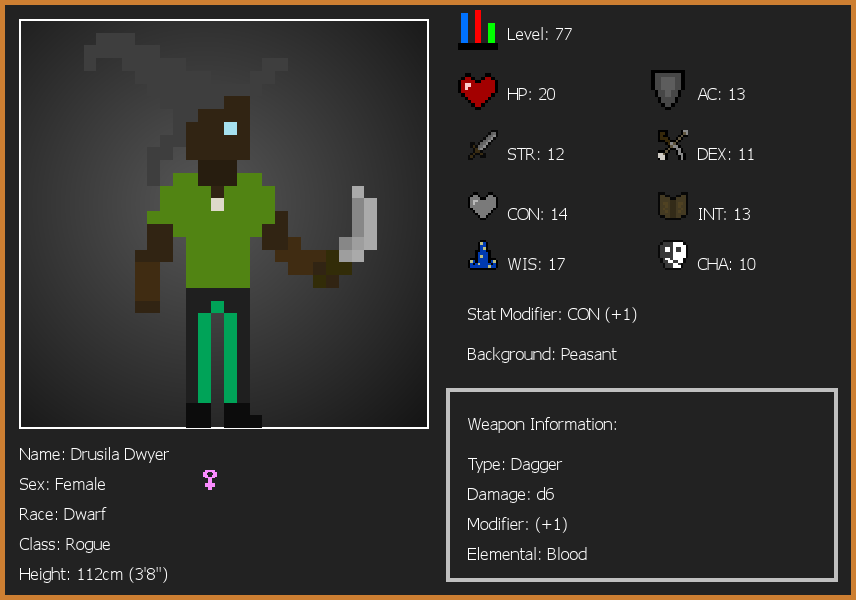 Level: 77
HP: 20
AC: 13
STR: 12
DEX: 11
CON: 14
INT: 13
WIS: 17
CHA: 10
Stat Modifier: CON (+1)
Background: Peasant
Weapon Information:
Type: Dagger
Damage: d6
Modifier: (+1)
Elemental: Blood
Name: Drusila Dwyer
Sex: Female
Race: Dwarf
Class: Rogue
Height: 112cm (3'8")